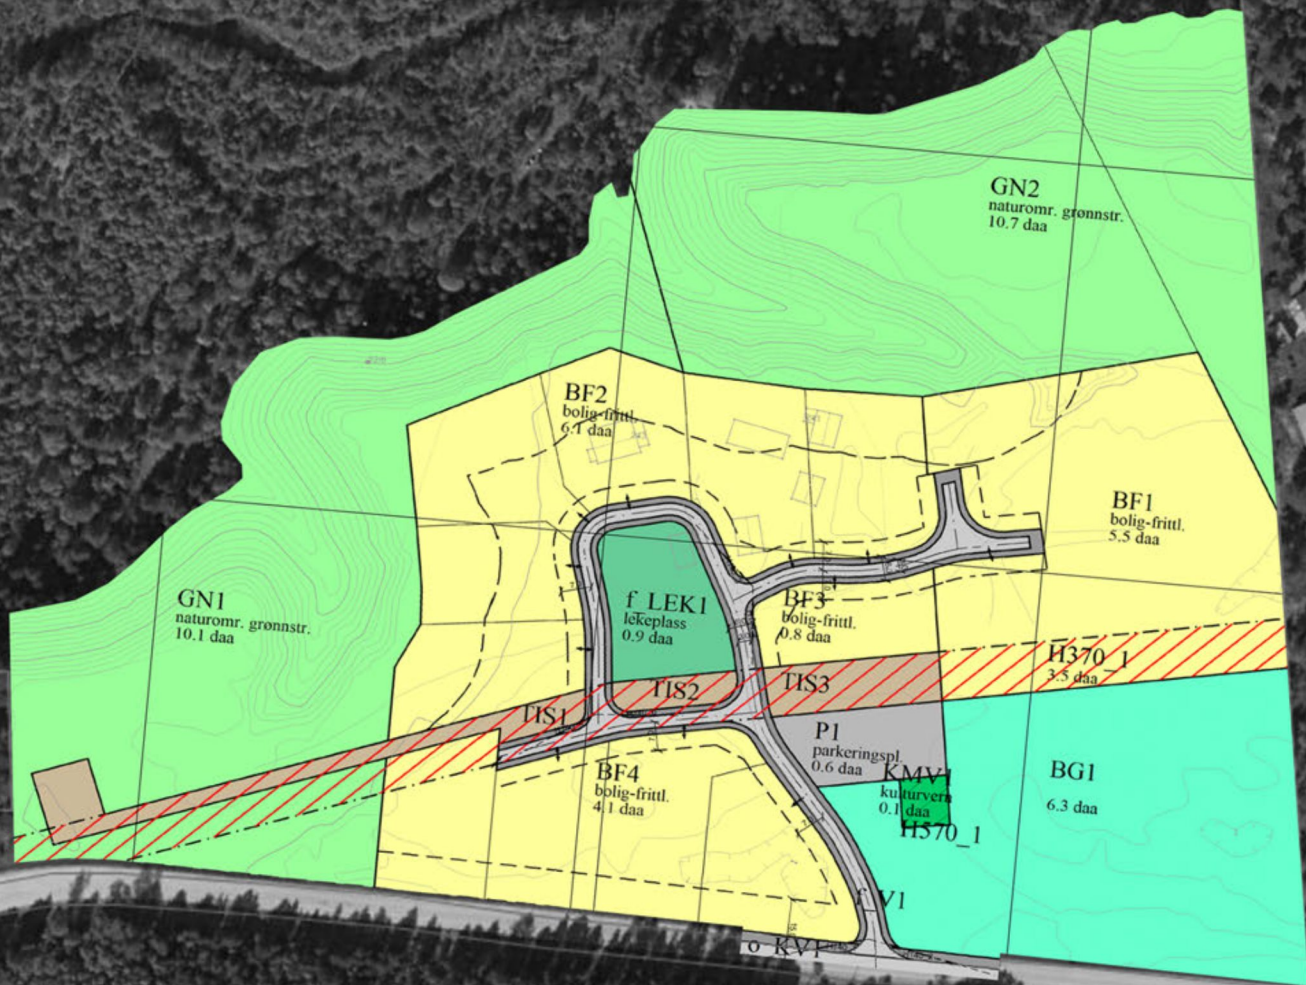 GN2
naturomr. grønnstr.
10.7 daa
BF2
bolig-frittl.
6.1 daa
BF1
bolig-frittl.
5.5 daa
GN1
naturomr. grønnstr.
10.1 daa
f_LEK1
lekeplass
0.9 daa
BF3
bolig-frittl.
0.8 daa
H370_1
3.5 daa
TIS1
TIS2
TIS3
P1
parkeringspl.
0.6 daa
BF4
bolig-frittl.
4.1 daa
KMV1
kulturvern
0.1 daa
H570_1
BG1
6.3 daa
f_V1
o_KV1